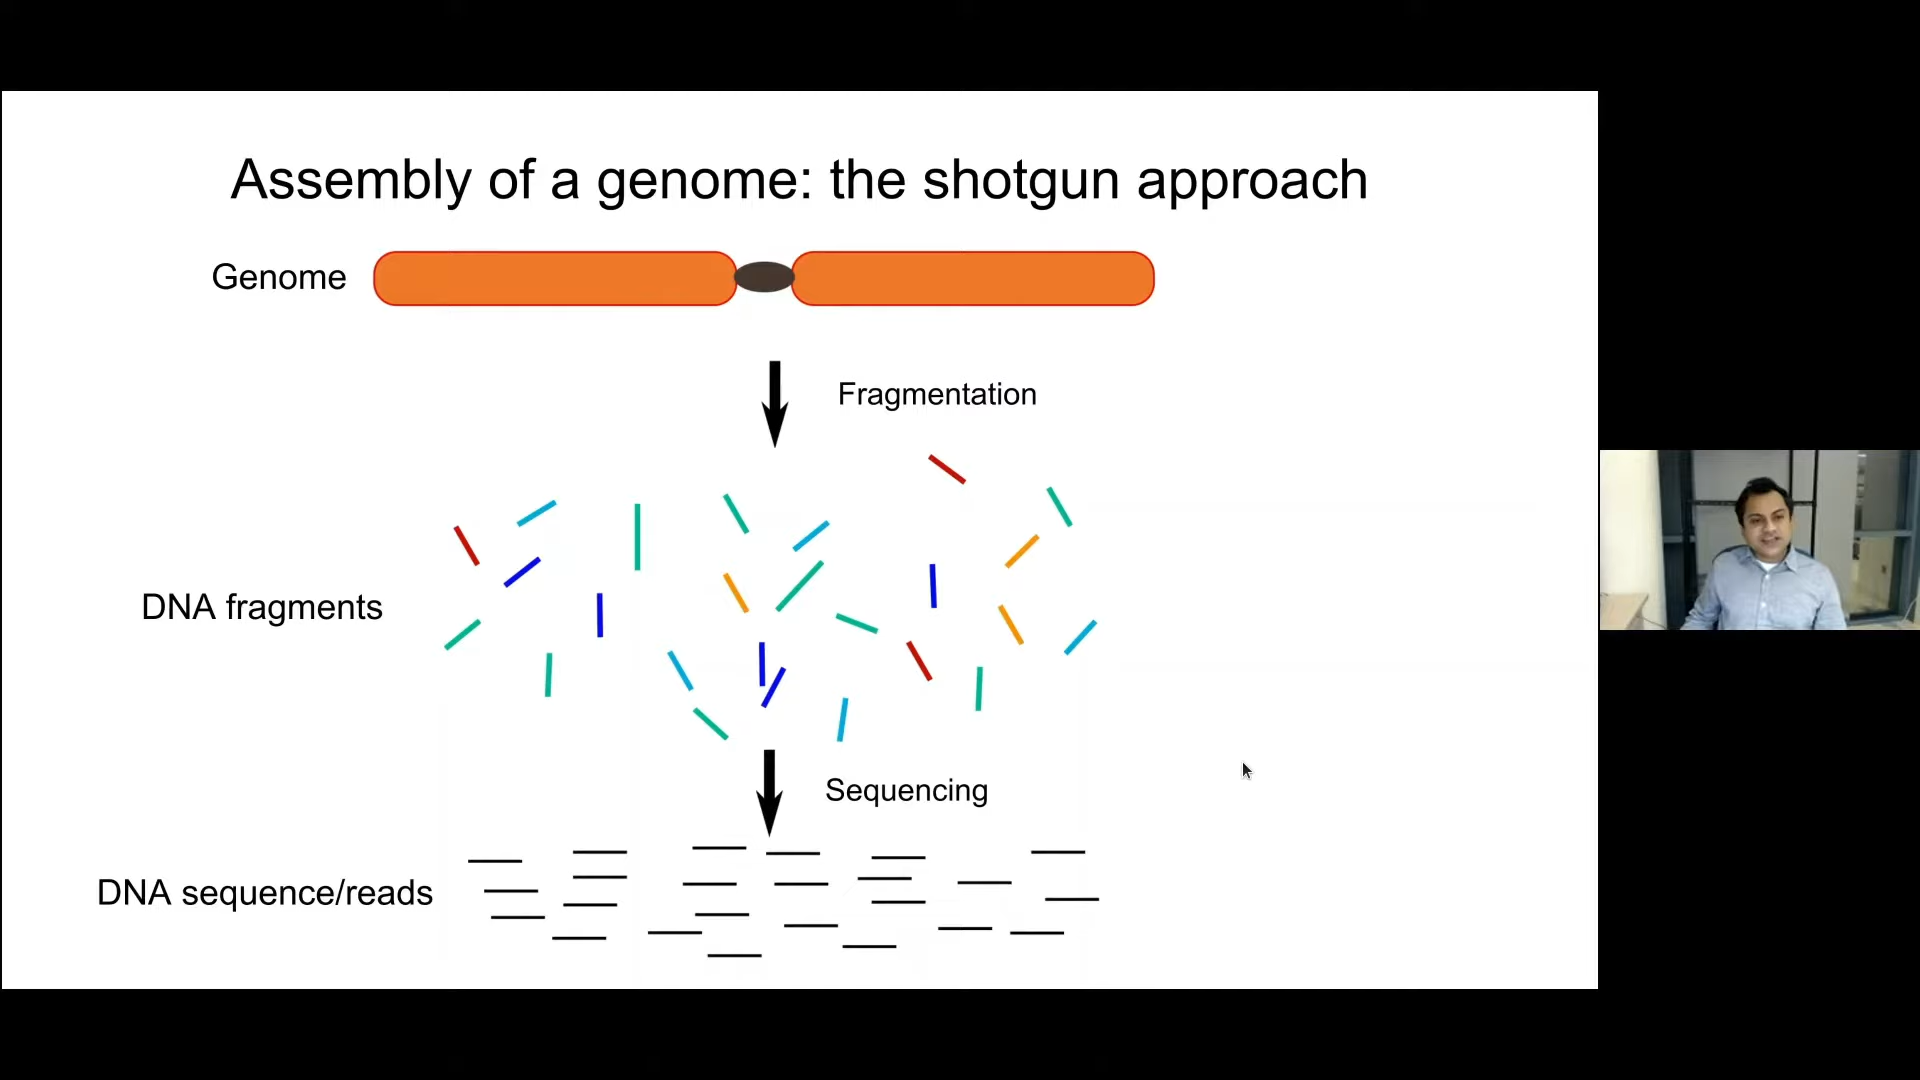 Assembly of a genome: the shotgun approach
Genome
Fragmentation
DNA fragments
Sequencing
DNA sequence/reads